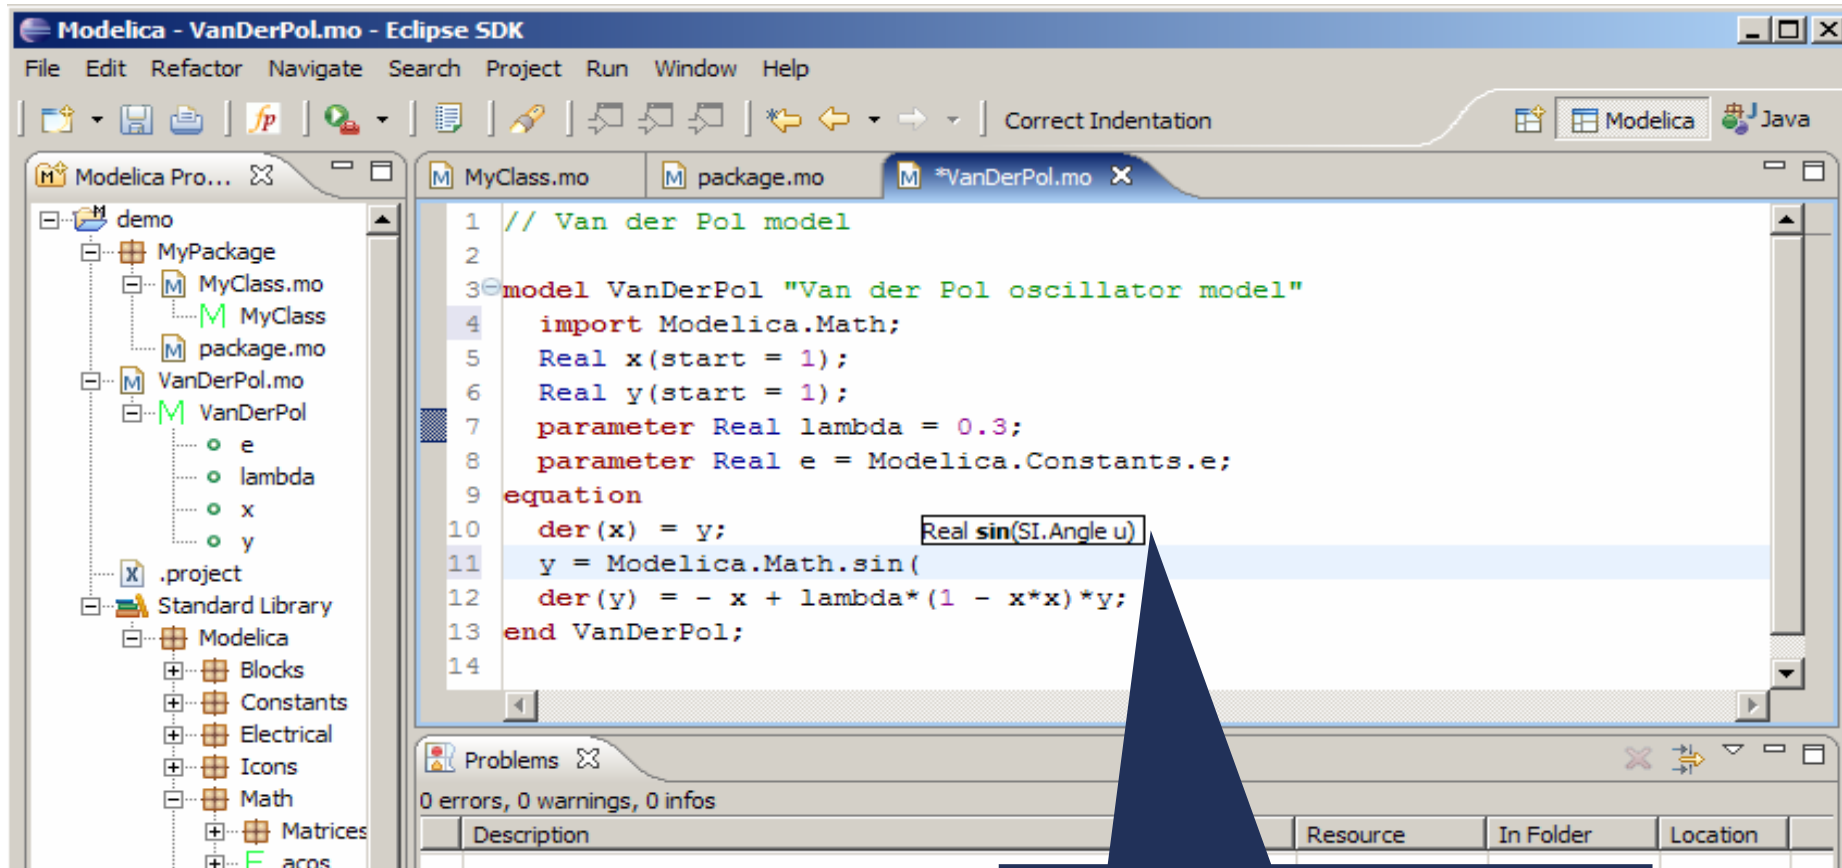 Modelica - VanDerPol.mo - Eclipse SDK
File Edit Refactor Navigate Search Project Run Window Help
Correct Indentation
Modelica
Java
Modelica Pro...
demo
MyPackage
MyClass.mo
MyClass
package.mo
VanDerPol.mo
VanDerPol
e
lambda
x
y
.project
Standard Library
Modelica
Blocks
Constants
Electrical
Icons
Math
Matrices
acos
MyClass.mo package.mo *VanDerPol.mo
1 // Van der Pol model
2
3 model VanDerPol "Van der Pol oscillator model"
4 import Modelica.Math;
5 Real x(start = 1);
6 Real y(start = 1);
7 parameter Real lambda = 0.3;
8 parameter Real e = Modelica.Constants.e;
9 equation
10 der(x) = y;
Real sin(SI.Angle u)
11 y = Modelica.Math.sin(
12 der(y) = - x + lambda*(1 - x*x)*y;
13 end VanDerPol;
14
Problems
0 errors, 0 warnings, 0 infos
Description Resource In Folder Location